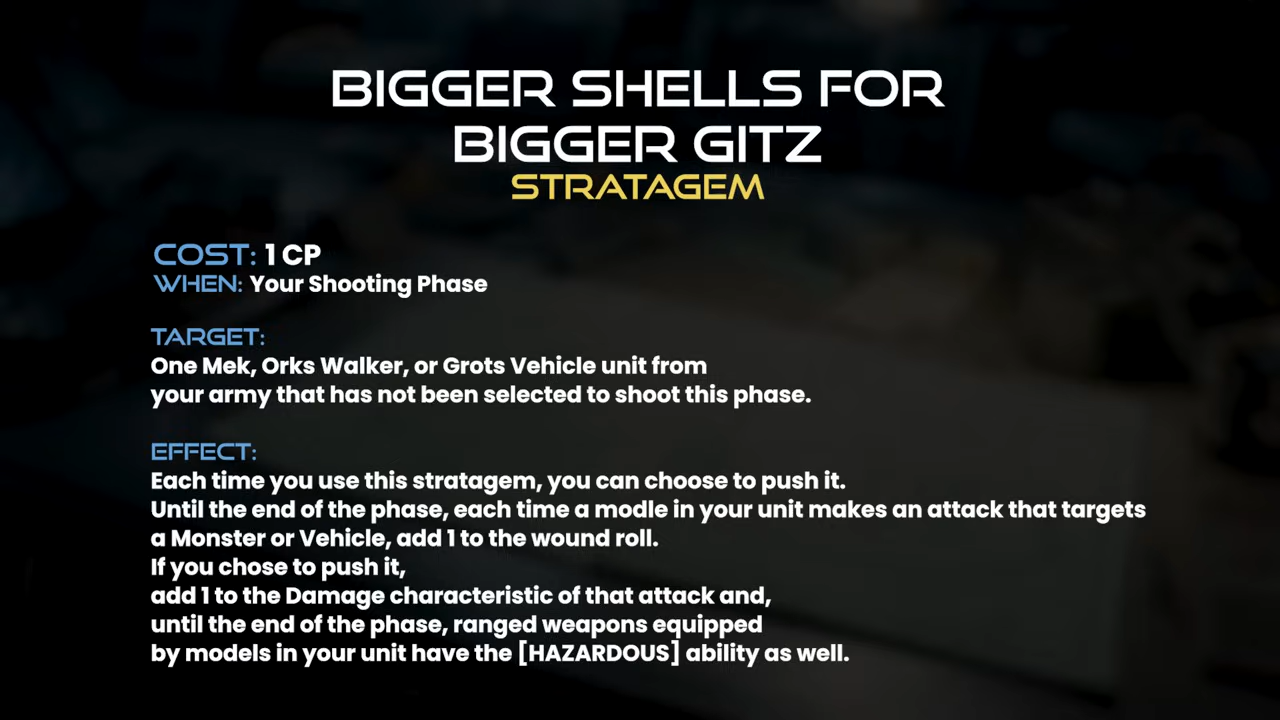 BIGGER SHELLS FOR
BIGGER GITZ
STRATAGEM
COST: 1 CP
WHEN: Your Shooting Phase
TARGET:
One Mek, Orks Walker, or Grots Vehicle unit from
your army that has not been selected to shoot this phase.
EFFECT:
Each time you use this stratagem, you can choose to push it.
Until the end of the phase, each time a modle in your unit makes an attack that targets
a Monster or Vehicle, add 1 to the wound roll.
If you chose to push it,
add 1 to the Damage characteristic of that attack and,
until the end of the phase, ranged weapons equipped
by models in your unit have the [HAZARDOUS] ability as well.